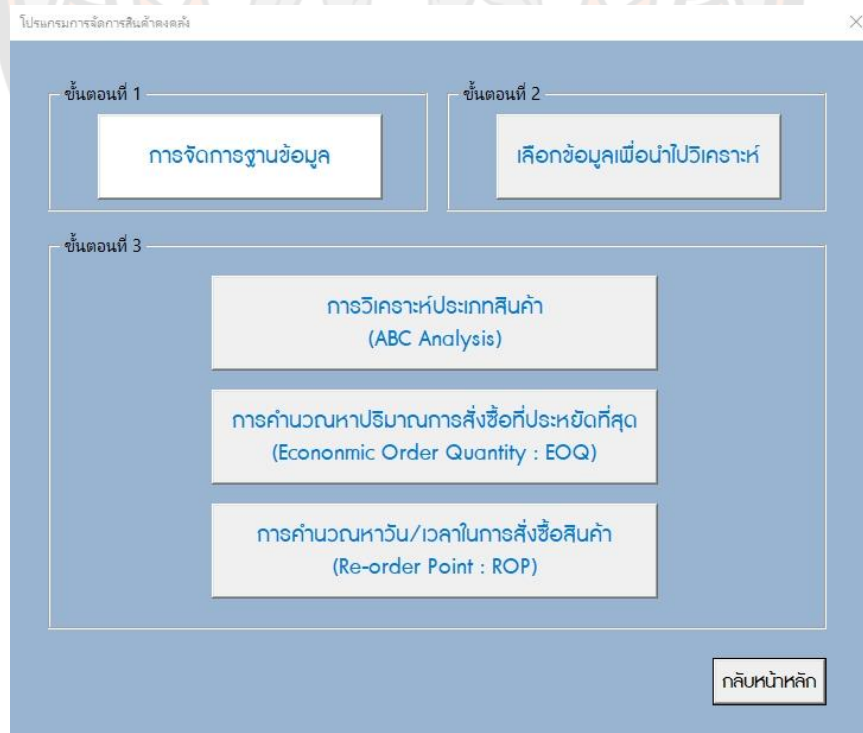 โปรแกรมการจัดการสินค้าคงคลัง
ขั้นตอนที่ 1
ขั้นตอนที่ 2
การจัดการฐานข้อมูล
เลือกข้อมูลเพื่อนำไปวิเคราะห์
ขั้นตอนที่ 3
การวิเคราะห์ประเภทสินค้า
(ABC Analysis)
การคำนวณหาปริมาณการสั่งซื้อที่ประหยัดที่สุด
(Econonmic Order Quantity : EOQ)
การคำนวณหาวัน/เวลาในการสั่งซื้อสินค้า
(Re-order Point : ROP)
กลับหน้าหลัก